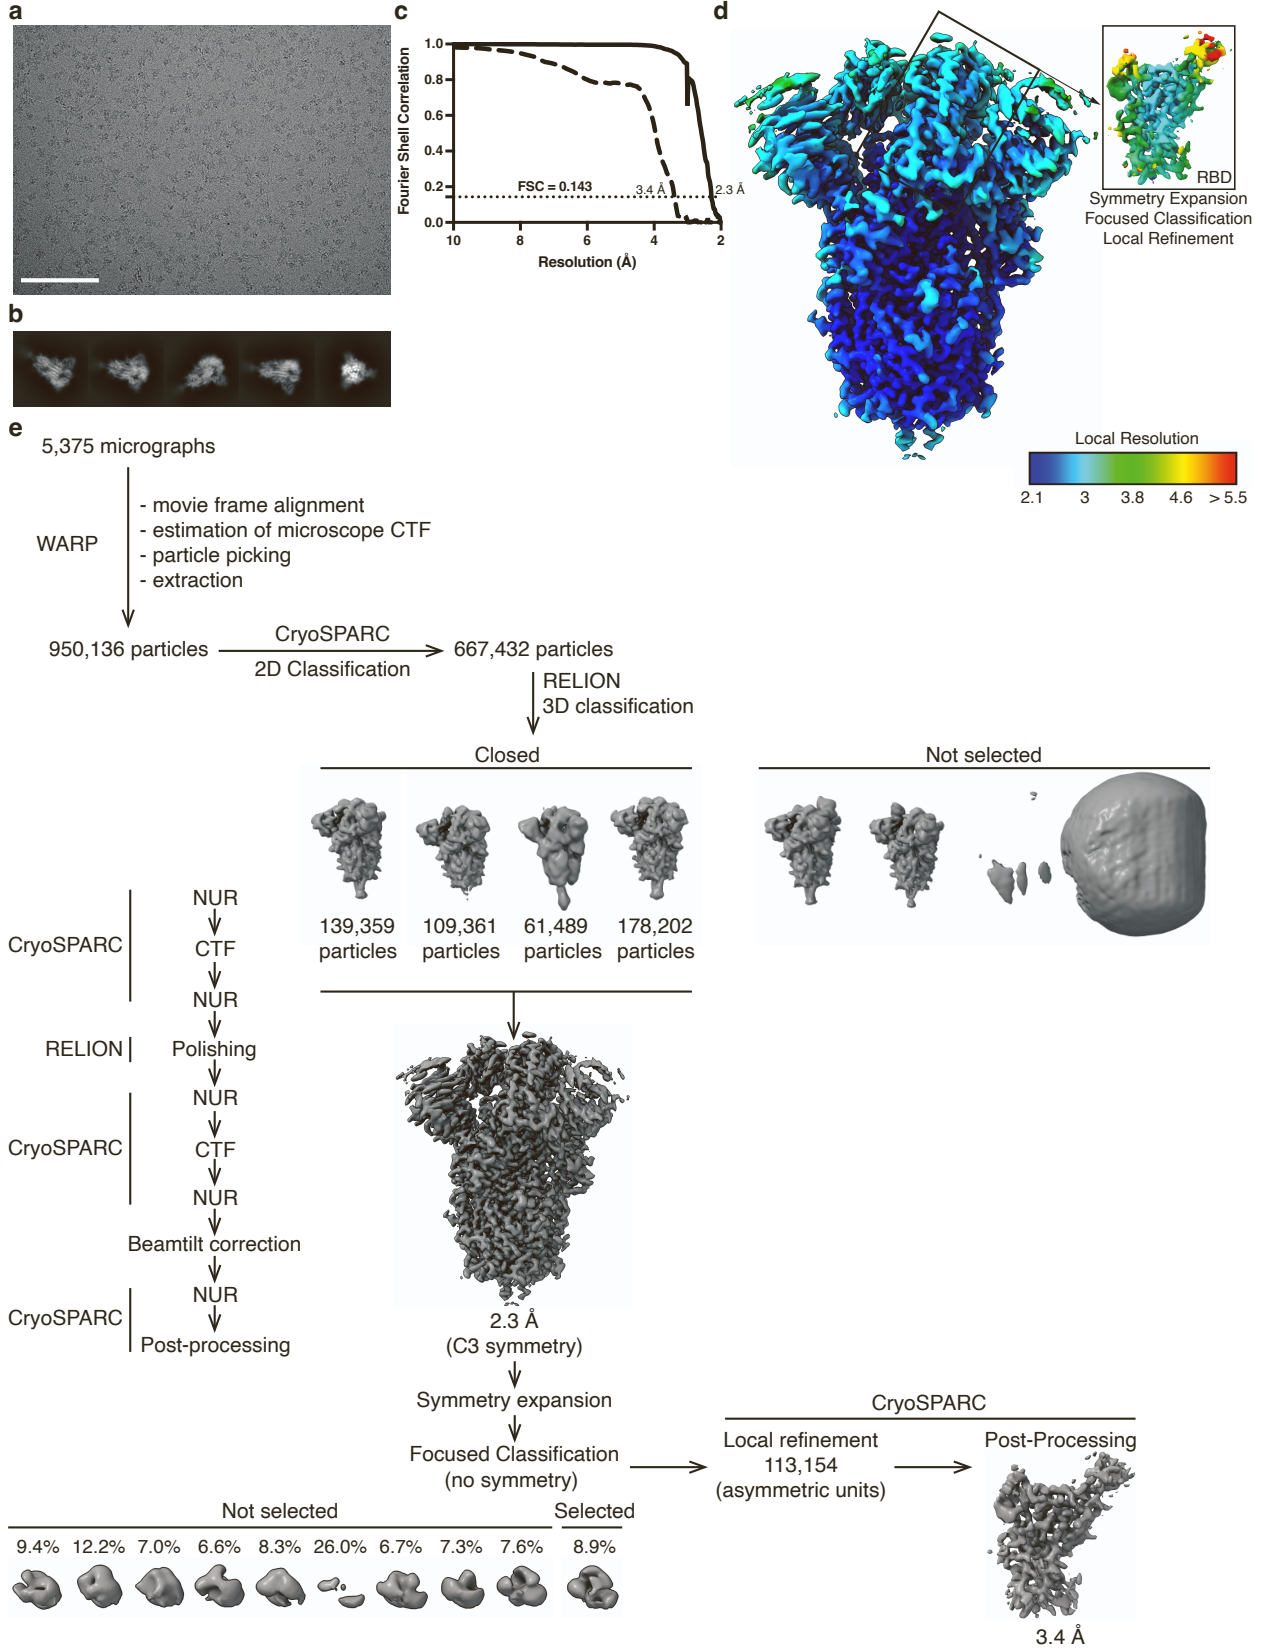 a
b
c
1.0
0.8
0.6
0.4
0.2
0.0
Fourier Shell Correlation
FSC = 0.143
3.4 Å
2.3 Å
10
8
6
4
2
Resolution (Å)
d
RBD
Symmetry Expansion
Focused Classification
Local Refinement
Local Resolution
2.1
3
3.8
4.6
> 5.5
e
5,375 micrographs
WARP
- movie frame alignment
- estimation of microscope CTF
- particle picking
- extraction
950,136 particles
CryoSPARC
2D Classification
667,432 particles
RELION
3D classification
Closed
Not selected
139,359
particles
109,361
particles
61,489
particles
178,202
particles
CryoSPARC
NUR
CTF
NUR
RELION
Polishing
CryoSPARC
NUR
CTF
NUR
Beamtilt correction
CryoSPARC
NUR
Post-processing
2.3 Å
(C3 symmetry)
Symmetry expansion
Focused Classification
(no symmetry)
CryoSPARC
Local refinement
113,154
(asymmetric units)
Post-Processing
3.4 Å
Not selected
Selected
9.4%
12.2%
7.0%
6.6%
8.3%
26.0%
6.7%
7.3%
7.6%
8.9%